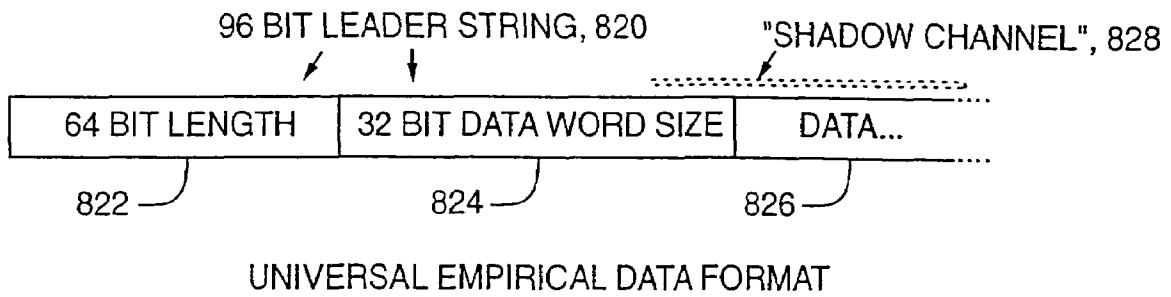 96 BIT LEADER STRING, 820
"SHADOW CHANNEL", 828
64 BIT LENGTH
32 BIT DATA WORD SIZE
DATA...
822
824
826
UNIVERSAL EMPIRICAL DATA FORMAT